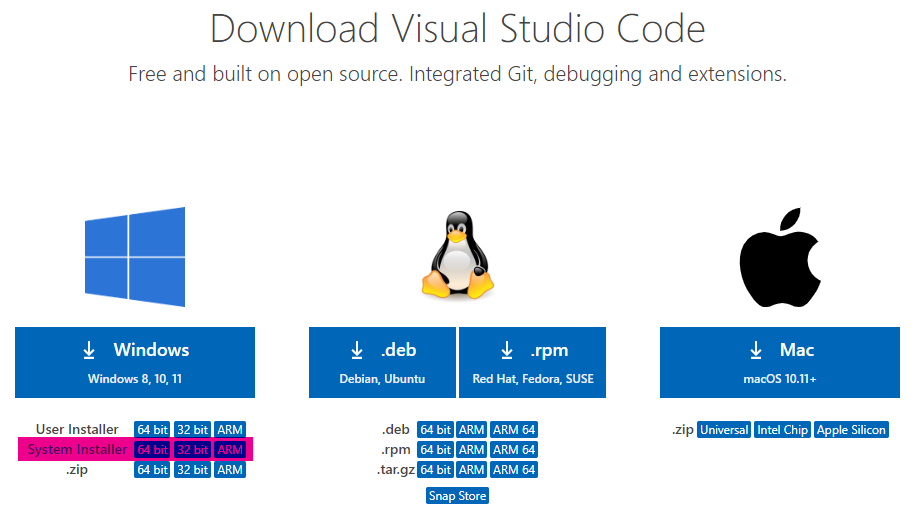 Download Visual Studio Code
Free and built on open source. Integrated Git, debugging and extensions.
Windows
Windows 8, 10, 11
User Installer 64 bit 32 bit ARM
System Installer 64 bit 32 bit ARM
.zip 64 bit 32 bit ARM
.deb
Debian, Ubuntu
.rpm
Red Hat, Fedora, SUSE
.deb 64 bit ARM ARM 64
.rpm 64 bit ARM ARM 64
.tar.gz 64 bit ARM ARM 64
Snap Store
Mac
macOS 10.11+
.zip Universal Intel Chip Apple Silicon